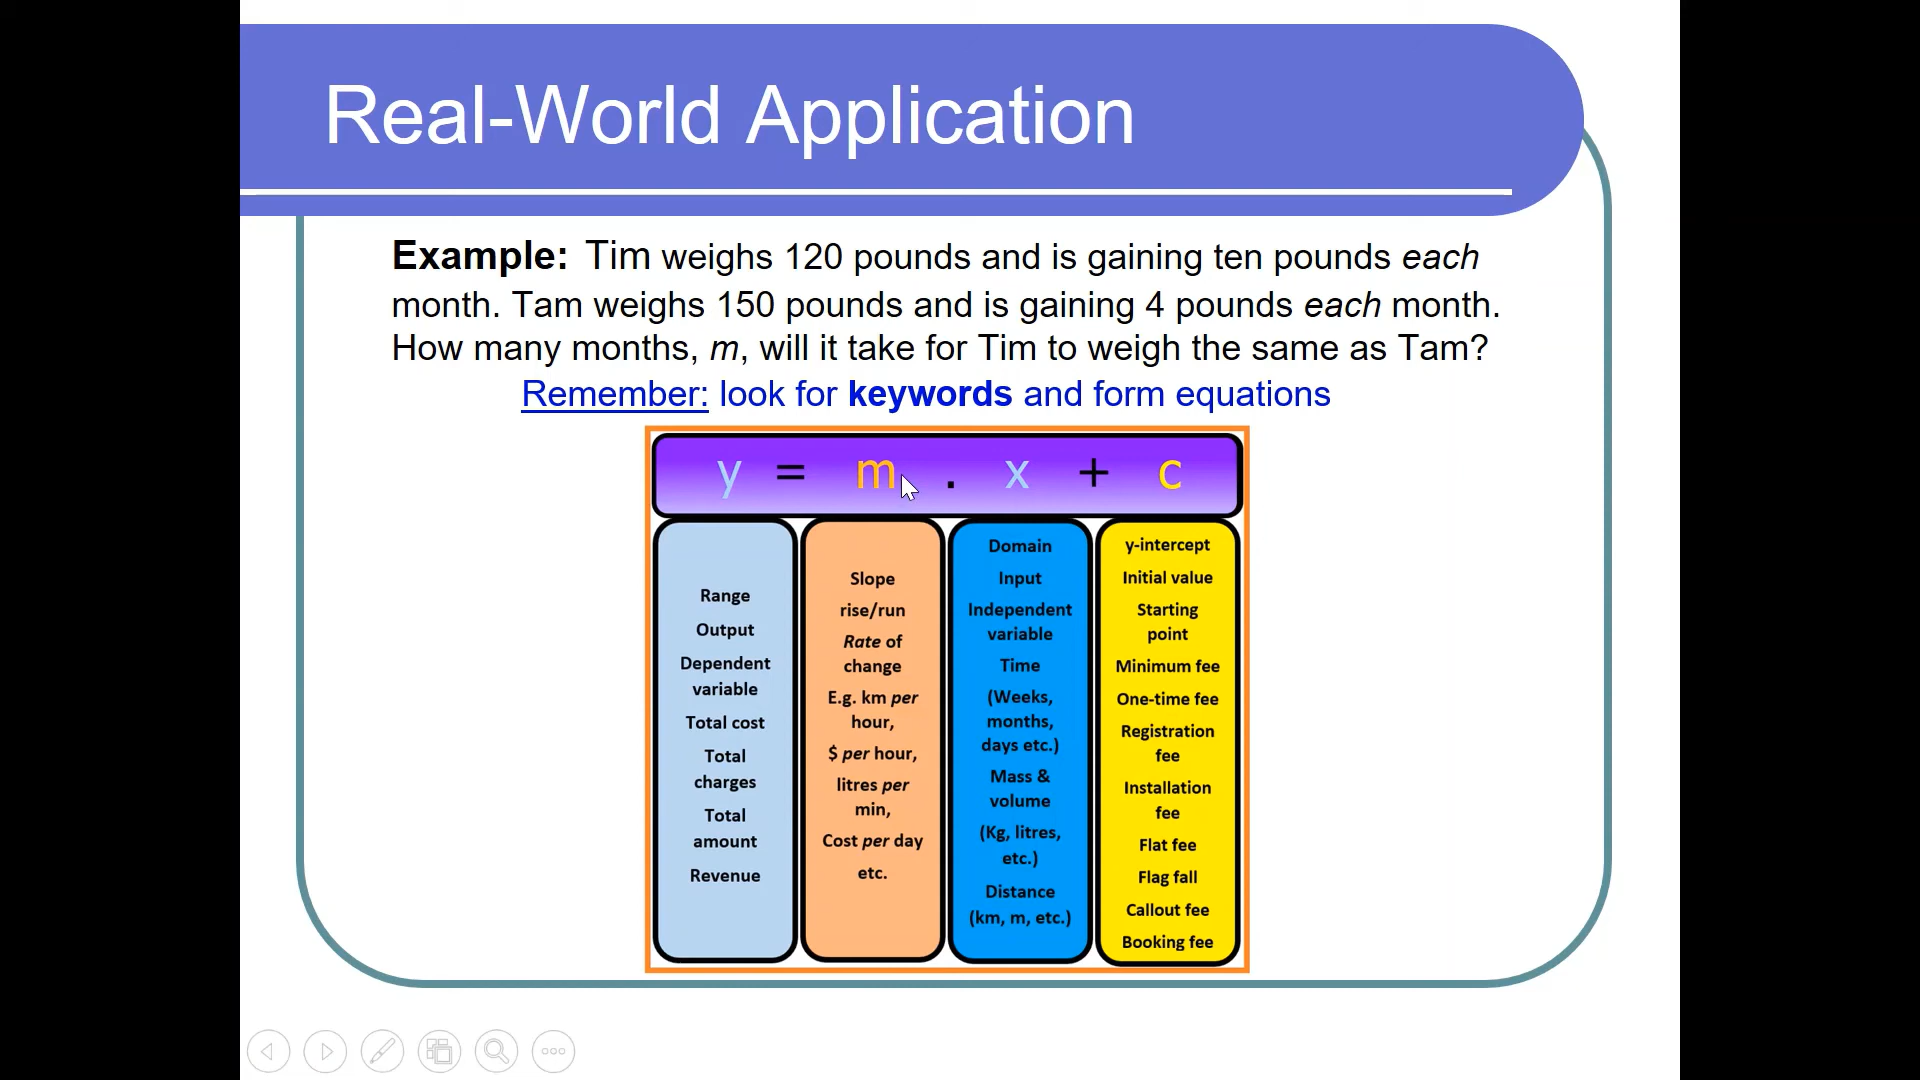 Real-World Application
Example: Tim weighs 120 pounds and is gaining ten pounds each
month. Tam weighs 150 pounds and is gaining 4 pounds each month.
How many months, m, will it take for Tim to weigh the same as Tam?
Remember: look for keywords and form equations
y = m . x + c
Range
Output
Dependent
variable
Total cost
Total
charges
Total
amount
Revenue
Slope
rise/run
Rate of
change
E.g. km per
hour,
$ per hour,
litres per
min,
Cost per day
etc.
Domain
Input
Independent
variable
Time
(Weeks,
months,
days etc.)
Mass &
volume
(Kg, litres,
etc.)
Distance
(km, m, etc.)
y-intercept
Initial value
Starting
point
Minimum fee
One-time fee
Registration
fee
Installation
fee
Flat fee
Flag fall
Callout fee
Booking fee